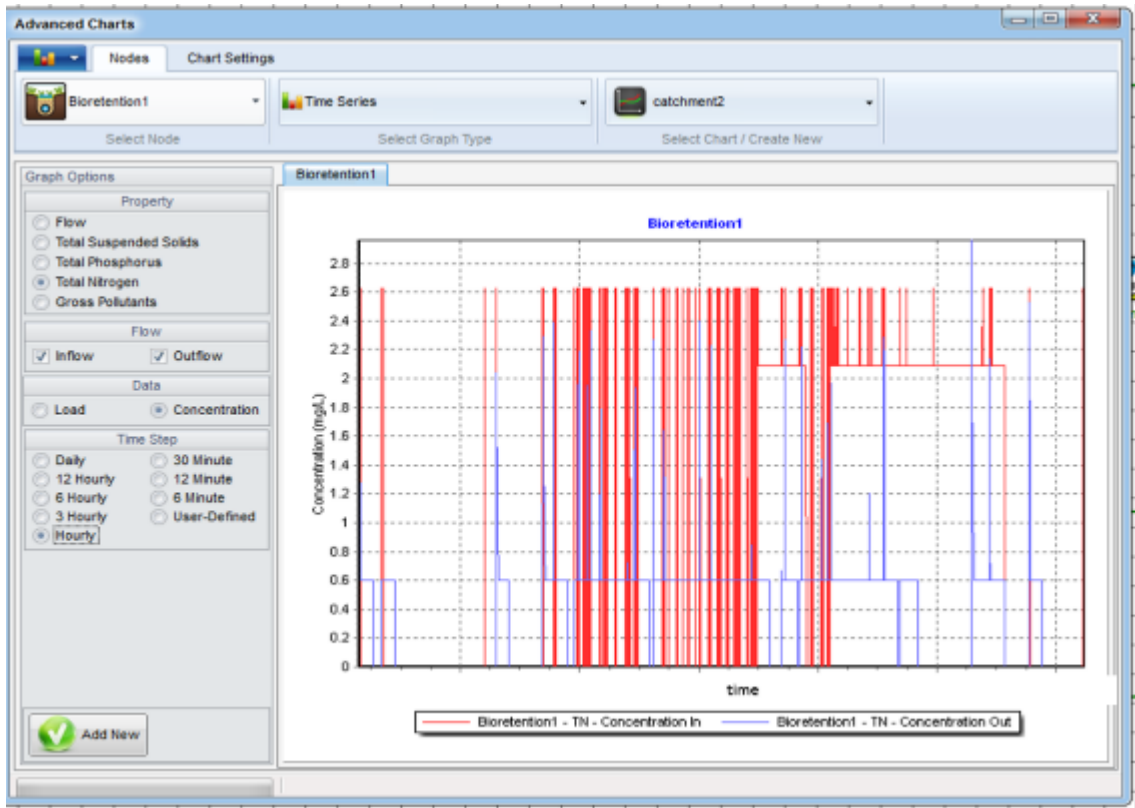 Advanced Charts
Nodes Chart Settings
Bioretention1 Time Series catchment2
Select Node Select Graph Type Select Chart / Create New
Graph Options
Property
Flow
Total Suspended Solids
Total Phosphorus
Total Nitrogen
Gross Pollutants
Flow
Inflow Outflow
Data
Load Concentration
Time Step
Daily 30 Minute
12 Hourly 12 Minute
6 Hourly 6 Minute
3 Hourly User-Defined
Hourly
Add New
Bioretention1
Bioretention1
Concentration (mg/L)
2.8
2.6
2.4
2.2
2
1.8
1.6
1.4
1.2
1
0.8
0.6
0.4
0.2
0
time
Bioretention1 - TN - Concentration In Bioretention1 - TN - Concentration Out